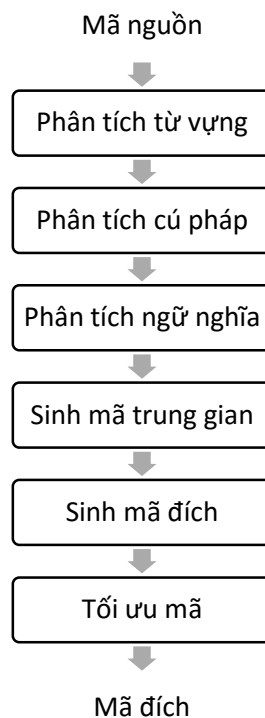 Mã nguồn
Phân tích từ vựng
Phân tích cú pháp
Phân tích ngữ nghĩa
Sinh mã trung gian
Sinh mã đích
Tối ưu mã
Mã đích